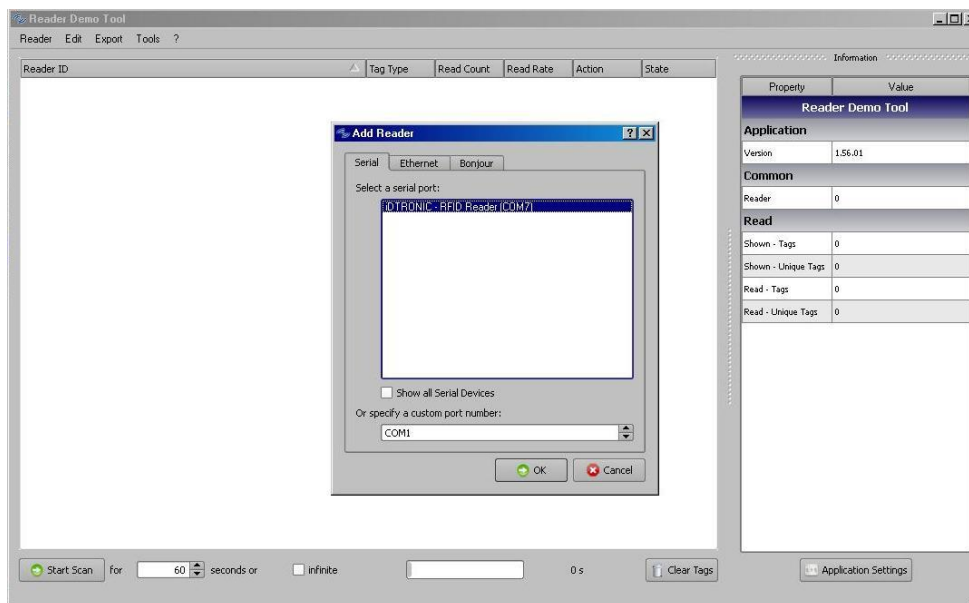 Reader Demo Tool
Reader Edit Export Tools ?
Reader ID Tag Type Read Count Read Rate Action State
Information
Property Value
Reader Demo Tool
Application
Version 1.56.01
Common
Reader 0
Read
Shown - Tags 0
Shown - Unique Tags 0
Read - Tags 0
Read - Unique Tags 0
Add Reader
Serial Ethernet Bonjour
Select a serial port:
iDTRONIC - RFID Reader (COM7)
Show all Serial Devices
Or specify a custom port number:
COM1
OK Cancel
Start Scan for 60 seconds or infinite 0 s Clear Tags Application Settings